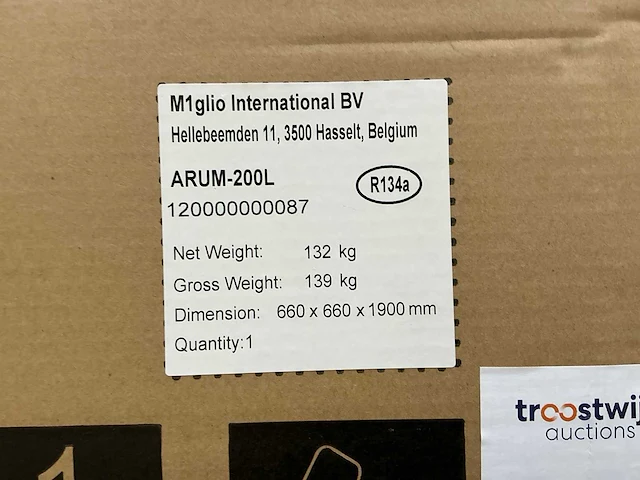 M1glio International BV
Hellebeemden 11, 3500 Hasselt, Belgium
ARUM-200L
R134a
120000000087
Net Weight: 132 kg
Gross Weight: 139 kg
Dimension: 660 x 660 x 1900 mm
Quantity:1
troostwij
auctions
1